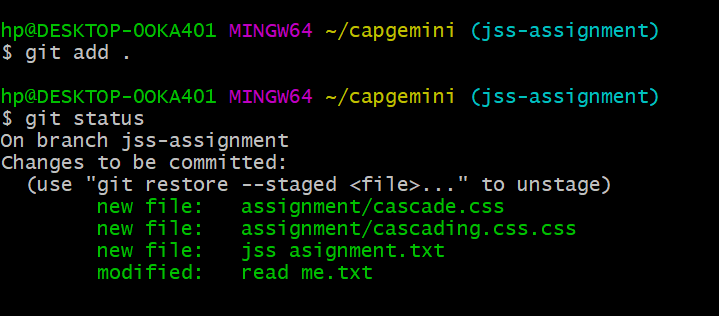 hp@DESKTOP-OOKA401 MINGW64 ~/capgemini (jss-assignment)
$ git add .
hp@DESKTOP-OOKA401 MINGW64 ~/capgemini (jss-assignment)
$ git status
On branch jss-assignment
Changes to be committed:
(use "git restore --staged <file>..." to unstage)
new file: assignment/cascade.css
new file: assignment/cascading.css.css
new file: jss asignment.txt
modified: read me.txt